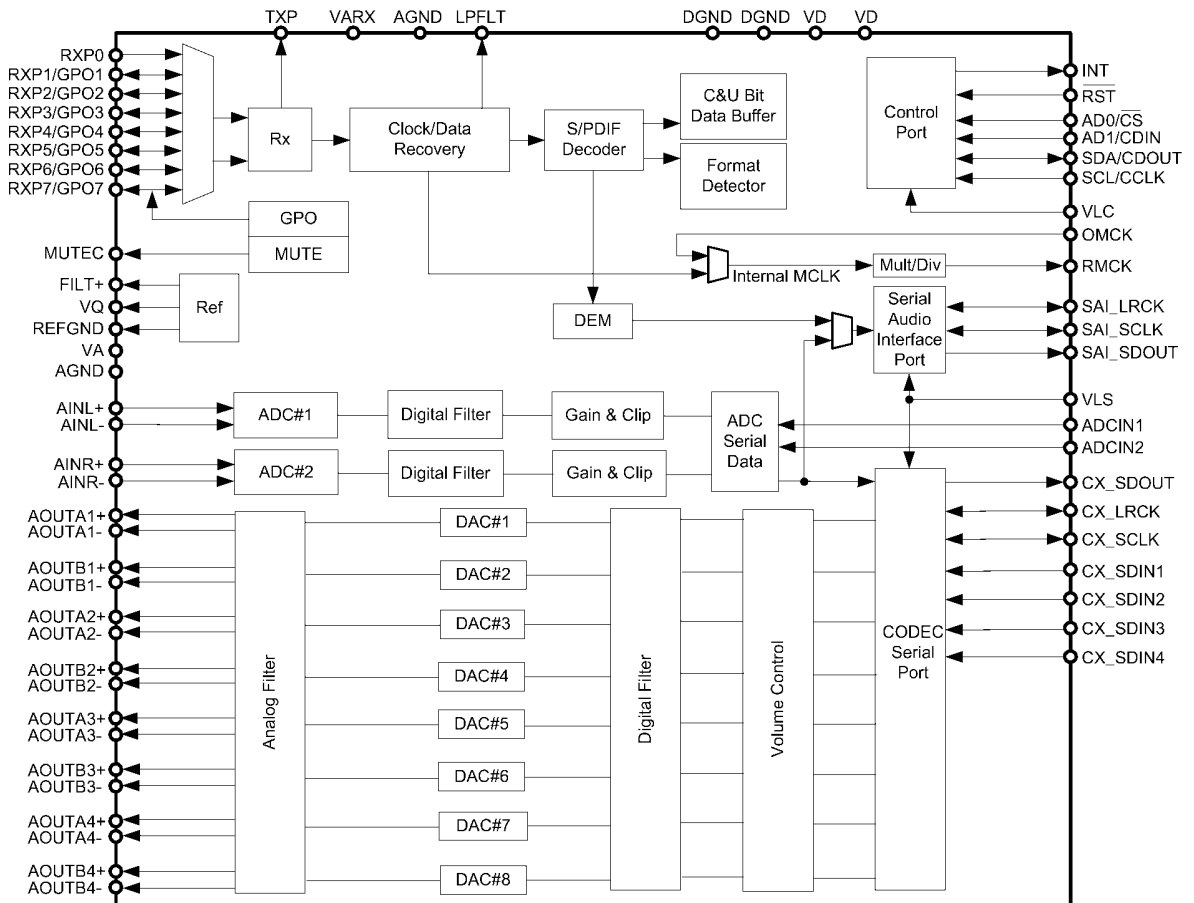 TXP VARX AGND LPFLT DGND DGND VD VD
RXP0
RXP1/GPO1
RXP2/GPO2
RXP3/GPO3
RXP4/GPO4
RXP5/GPO5
RXP6/GPO6
RXP7/GPO7
MUTEC
FILT+
VQ
REFGND
VA
AGND
AINL+
AINL-
AINR+
AINR-
AOUTA1+
AOUTA1-
AOUTB1+
AOUTB1-
AOUTA2+
AOUTA2-
AOUTB2+
AOUTB2-
AOUTA3+
AOUTA3-
AOUTB3+
AOUTB3-
AOUTA4+
AOUTA4-
AOUTB4+
AOUTB4-
Rx
Clock/Data
Recovery
S/PDIF
Decoder
C&U Bit
Data Buffer
Format
Detector
Control
Port
GPO
MUTE
Ref
Internal MCLK
Mult/Div
DEM
Serial
Audio
Interface
Port
ADC#1
Digital Filter
Gain & Clip
ADC
Serial
Data
ADC#2
Digital Filter
Gain & Clip
Analog Filter
DAC#1
DAC#2
DAC#3
DAC#4
DAC#5
DAC#6
DAC#7
DAC#8
Digital Filter
Volume Control
CODEC
Serial
Port
INT
RST
AD0/CS
AD1/CDIN
SDA/CDOUT
SCL/CCLK
VLC
OMCK
RMCK
SAI_LRCK
SAI_SCLK
SAI_SDOUT
VLS
ADCIN1
ADCIN2
CX_SDOUT
CX_LRCK
CX_SCLK
CX_SDIN1
CX_SDIN2
CX_SDIN3
CX_SDIN4